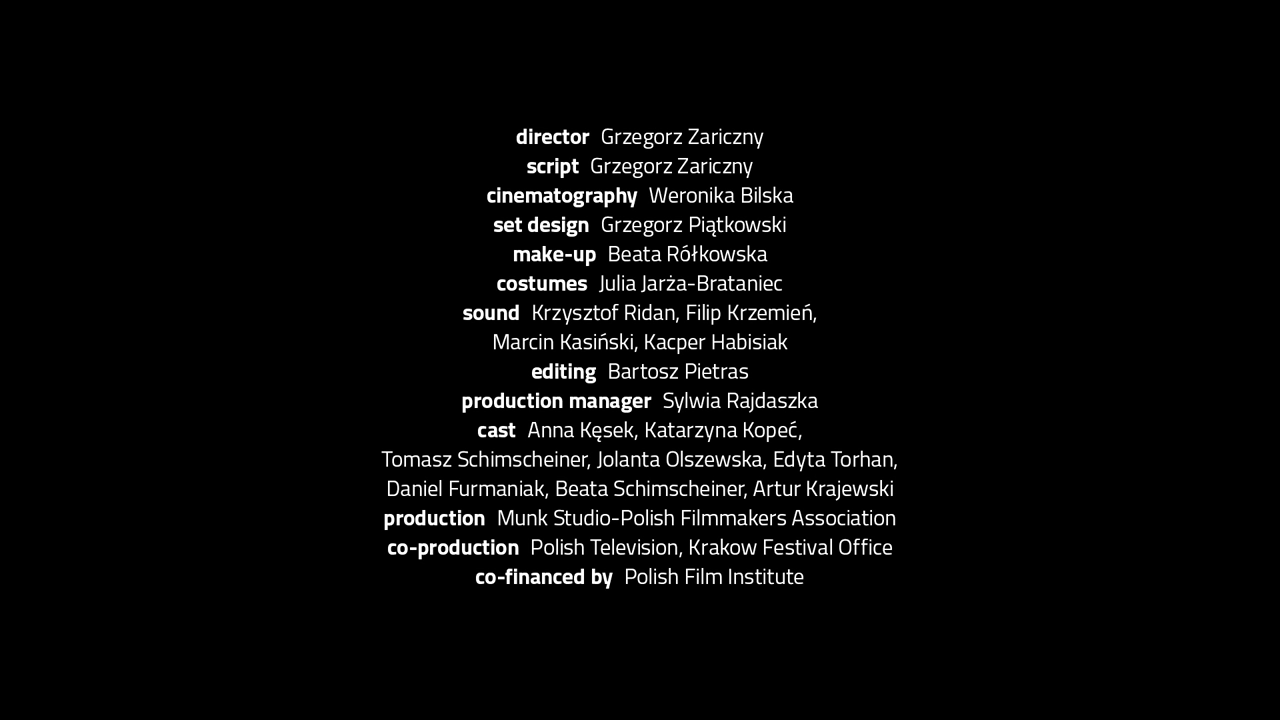 director Grzegorz Zariczny
script Grzegorz Zariczny
cinematography Weronika Bilska
set design Grzegorz Piątkowski
make-up Beata Rółkowska
costumes Julia Jarża-Brataniec
sound Krzysztof Ridan, Filip Krzemień,
Marcin Kasiński, Kacper Habisiak
editing Bartosz Pietras
production manager Sylwia Rajdaszka
cast Anna Kęsek, Katarzyna Kopeć,
Tomasz Schimscheiner, Jolanta Olszewska, Edyta Torhan,
Daniel Furmaniak, Beata Schimscheiner, Artur Krajewski
production Munk Studio-Polish Filmmakers Association
co-production Polish Television, Krakow Festival Office
co-financed by Polish Film Institute